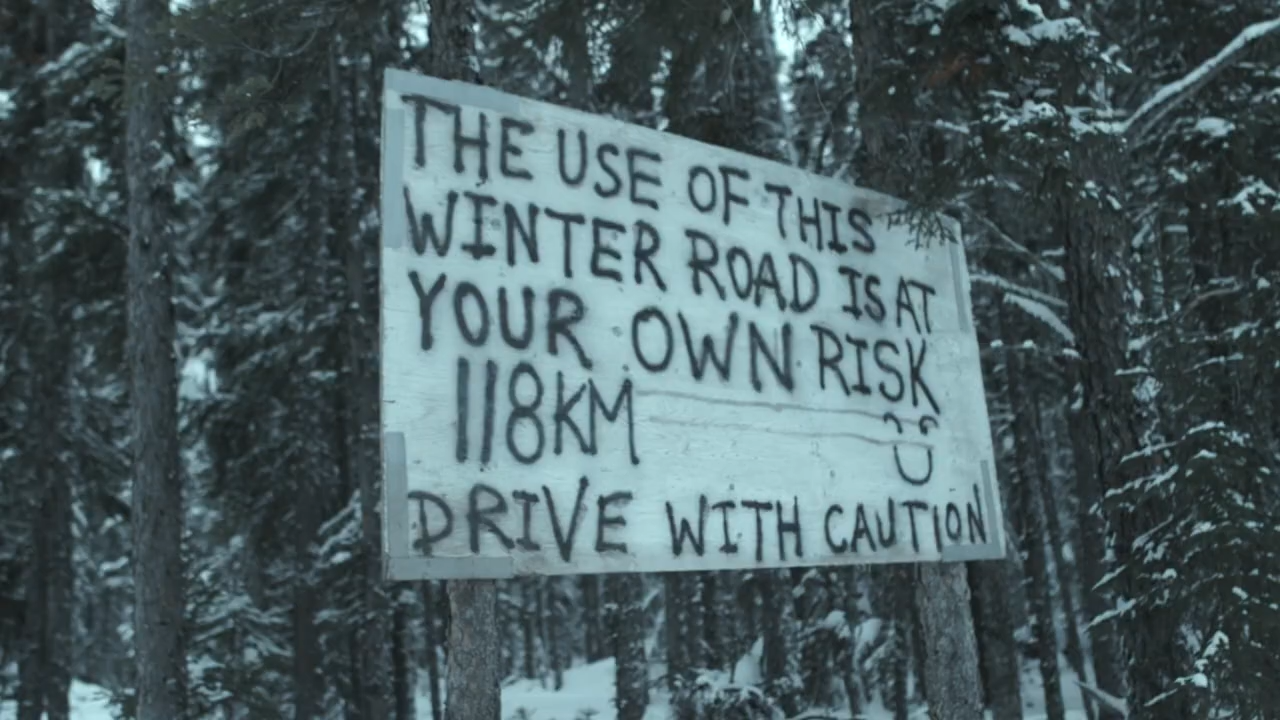 THE USE OF THIS
WINTER ROAD IS AT
YOUR OWN RISK
118KM
DRIVE WITH CAUTION